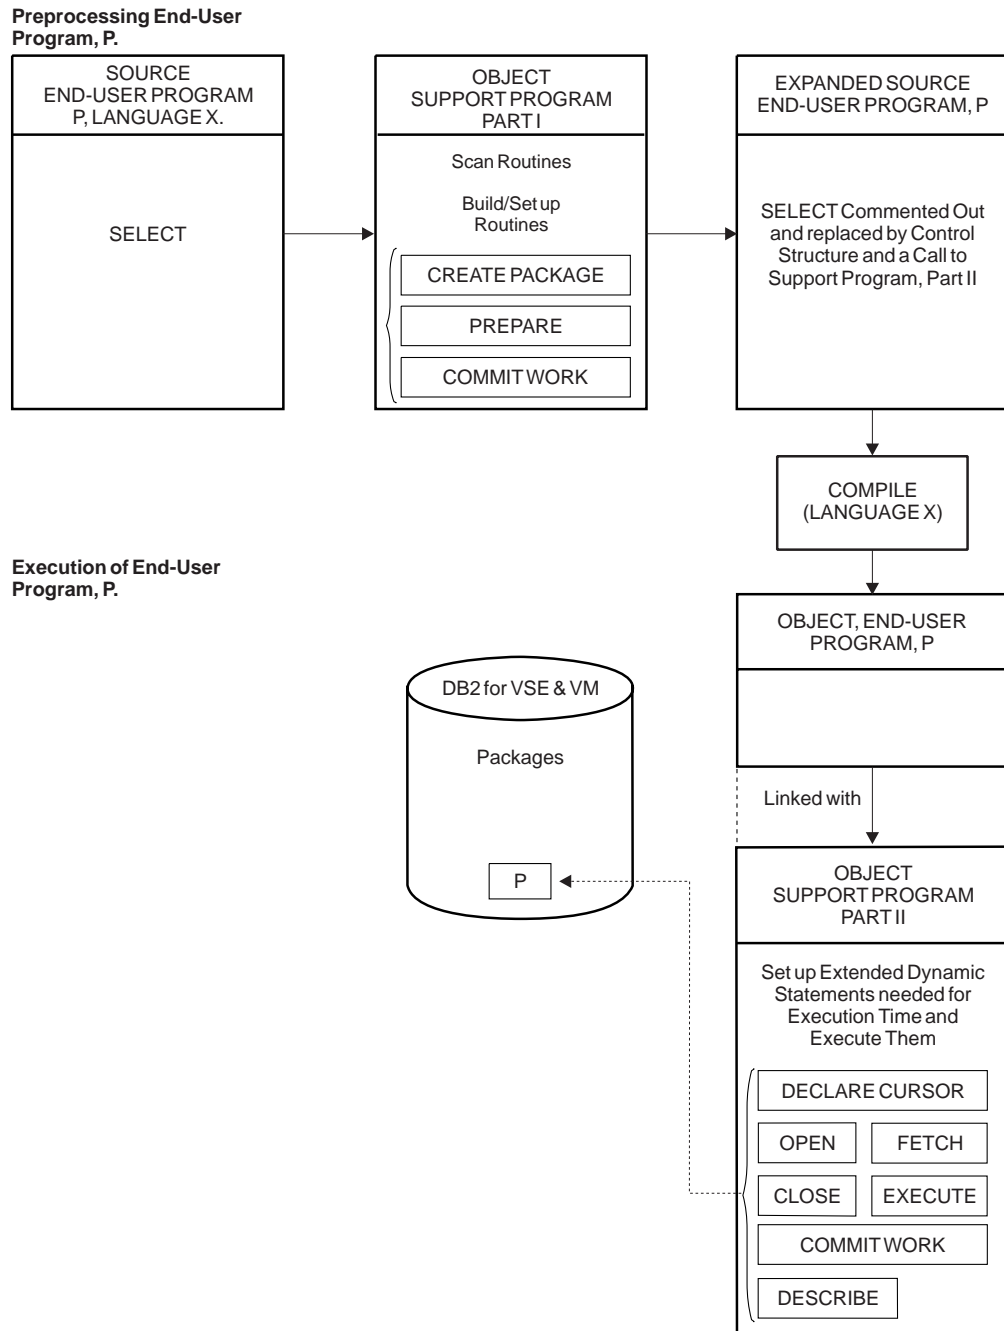 Preprocessing End-User
Program, P.
SOURCE
END-USER PROGRAM
P, LANGUAGE X.
SELECT
OBJECT
SUPPORT PROGRAM
PART I
Scan Routines
Build/Set up
Routines
CREATE PACKAGE
PREPARE
COMMIT WORK
EXPANDED SOURCE
END-USER PROGRAM, P
SELECT Commented Out
and replaced by Control
Structure and a Call to
Support Program, Part II
COMPILE
(LANGUAGE X)
Execution of End-User
Program, P.
OBJECT, END-USER
PROGRAM, P
DB2 for VSE & VM
Packages
P
Linked with
OBJECT
SUPPORT PROGRAM
PART II
Set up Extended Dynamic
Statements needed for
Execution Time and
Execute Them
DECLARE CURSOR
OPEN
FETCH
CLOSE
EXECUTE
COMMIT WORK
DESCRIBE